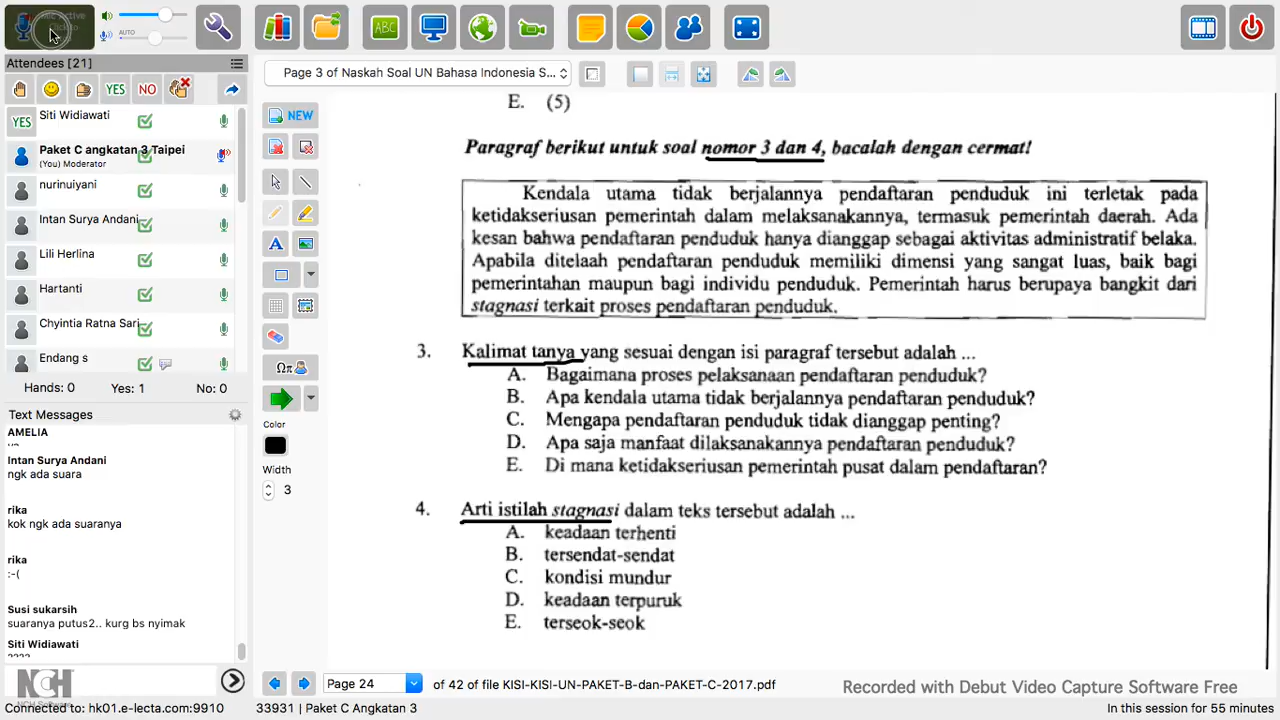 AUTO
Attendees [21]
YES
NO
YES
Siti Widiawati
Paket C angkatan 3 Taipei
(You) Moderator
nurinuiyani
Intan Surya Andani
Lili Herlina
Hartanti
Chyintia Ratna Sari
Endang s
Hands: 0
Yes: 1
No: 0
Text Messages
AMELIA
Intan Surya Andani
ngk ada suara
rika
kok ngk ada suaranya
rika
:-(
Susi sukarsih
suaranya putus2.. kurg bs nyimak
Siti Widiawati
????
NCH
NCH Software
Connected to: hk01.e-lecta.com:9910
ABC
Page 3 of Naskah Soal UN Bahasa Indonesia S...
NEW
A
Ωπ
Color
Width
3
E. (5)
Paragraf berikut untuk soal nomor 3 dan 4, bacalah dengan cermat!
Kendala utama tidak berjalannya pendaftaran penduduk ini terletak pada
ketidakseriusan pemerintah dalam melaksanakannya, termasuk pemerintah daerah. Ada
kesan bahwa pendaftaran penduduk hanya dianggap sebagai aktivitas administratif belaka.
Apabila ditelaah pendaftaran penduduk memiliki dimensi yang sangat luas, baik bagi
pemerintahan maupun bagi individu penduduk. Pemerintah harus berupaya bangkit dari
stagnasi terkait proses pendaftaran penduduk.
3. Kalimat tanya yang sesuai dengan isi paragraf tersebut adalah ...
A. Bagaimana proses pelaksanaan pendaftaran penduduk?
B. Apa kendala utama tidak berjalannya pendaftaran penduduk?
C. Mengapa pendaftaran penduduk tidak dianggap penting?
D. Apa saja manfaat dilaksanakannya pendaftaran penduduk?
E. Di mana ketidakseriusan pemerintah pusat dalam pendaftaran?
4. Arti istilah stagnasi dalam teks tersebut adalah ...
A. keadaan terhenti
B. tersendat-sendat
C. kondisi mundur
D. keadaan terpuruk
E. terseok-seok
Page 24
of 42 of file KISI-KISI-UN-PAKET-B-dan-PAKET-C-2017.pdf
Recorded with Debut Video Capture Software Free
33931 | Paket C Angkatan 3
In this session for 55 minutes